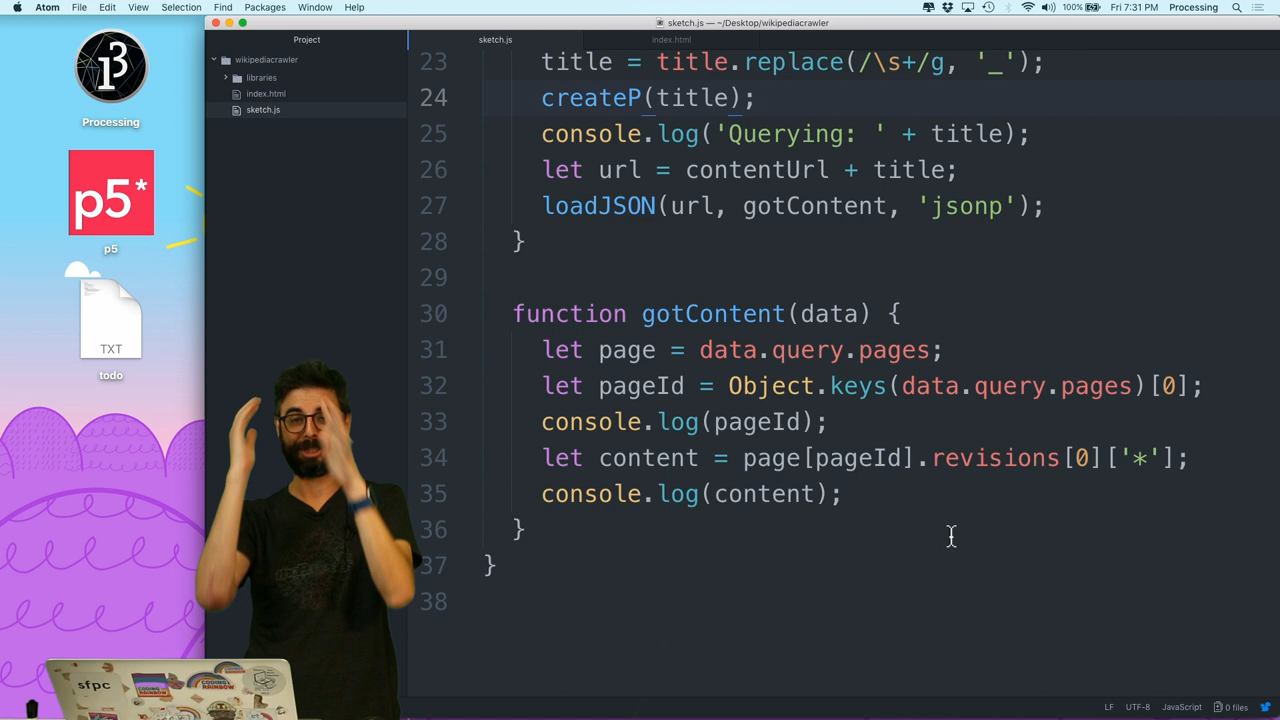 Atom File Edit View Selection Find Packages Window Help 100% Fri 7:31 PM Processing
sketch.js — ~/Desktop/wikipediacrawler
Project sketch.js index.html
wikipediacrawler
libraries
index.html
sketch.js
Processing
p5*
p5
TXT
todo
23 title = title.replace(/\s+/g, '_');
24 createP(title);
25 console.log('Querying: ' + title);
26 let url = contentUrl + title;
27 loadJSON(url, gotContent, 'jsonp');
28 }
29
30 function gotContent(data) {
31 let page = data.query.pages;
32 let pageId = Object.keys(data.query.pages)[0];
33 console.log(pageId);
34 let content = page[pageId].revisions[0]['*'];
35 console.log(content);
36 }
37 }
38
sfpc
CODING RAINBOW
LF UTF-8 JavaScript 0 files